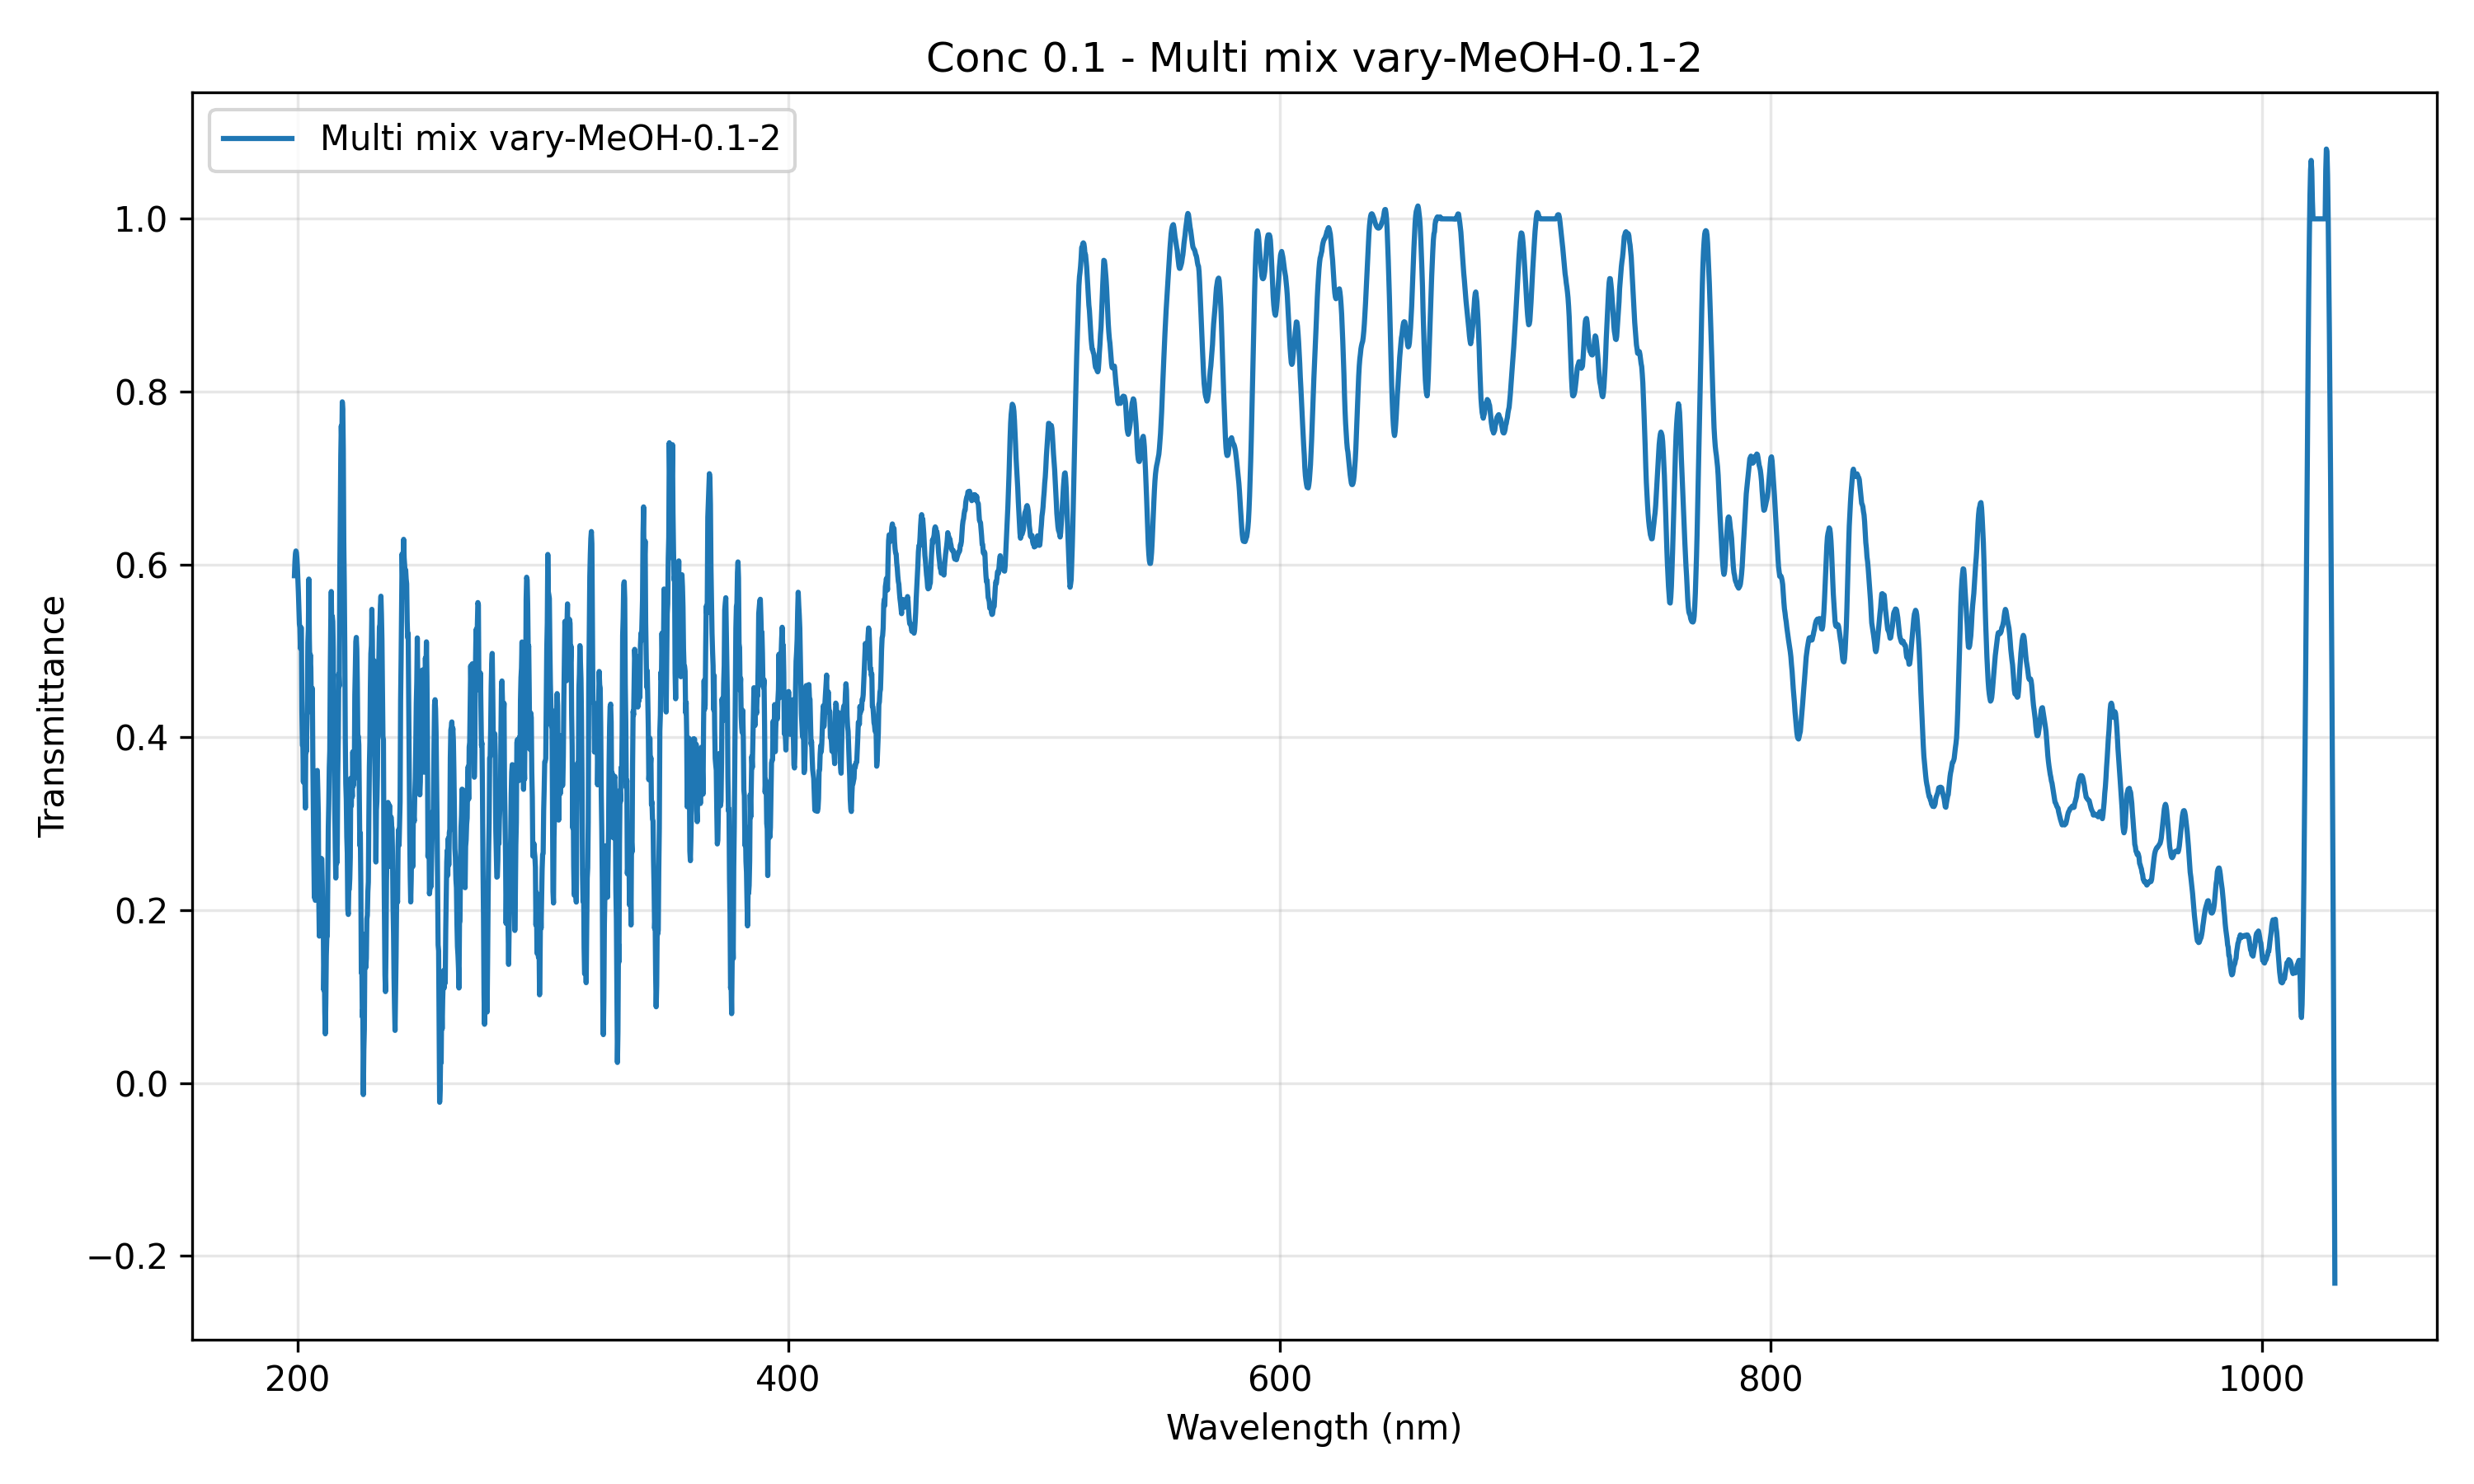 Conc 0.1 - Multi mix vary-MeOH-0.1-2
Multi mix vary-MeOH-0.1-2
Transmittance
1.0
0.8
0.6
0.4
0.2
0.0
−0.2
200 400 600 800 1000
Wavelength (nm)